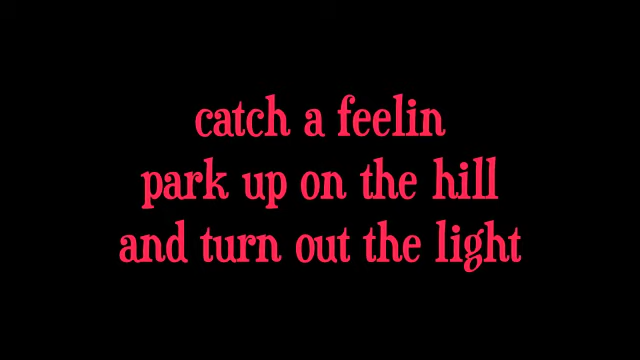 catch a feelin
park up on the hill
and turn out the light